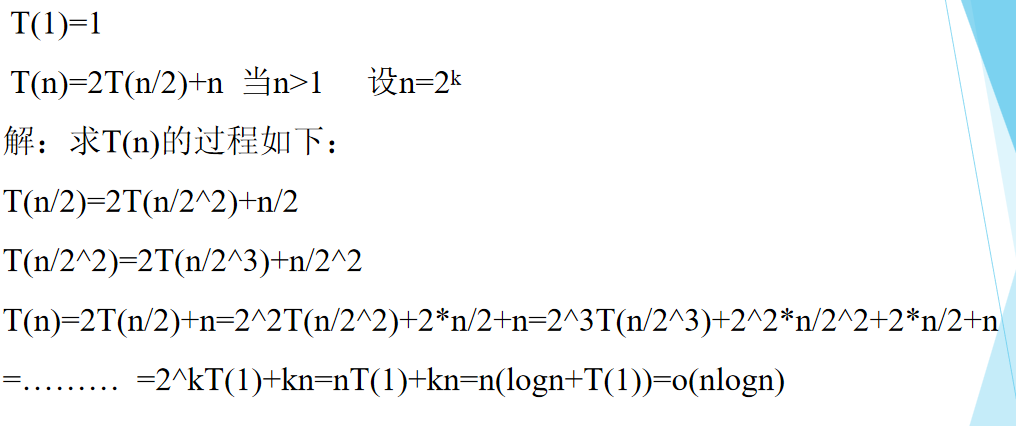 T(1)=1
T(n)=2T(n/2)+n 当n>1 设n=2ᵏ
解：求T(n)的过程如下：
T(n/2)=2T(n/2^2)+n/2
T(n/2^2)=2T(n/2^3)+n/2^2
T(n)=2T(n/2)+n=2^2T(n/2^2)+2*n/2+n=2^3T(n/2^3)+2^2*n/2^2+2*n/2+n
=……… =2^kT(1)+kn=nT(1)+kn=n(logn+T(1))=o(nlogn)